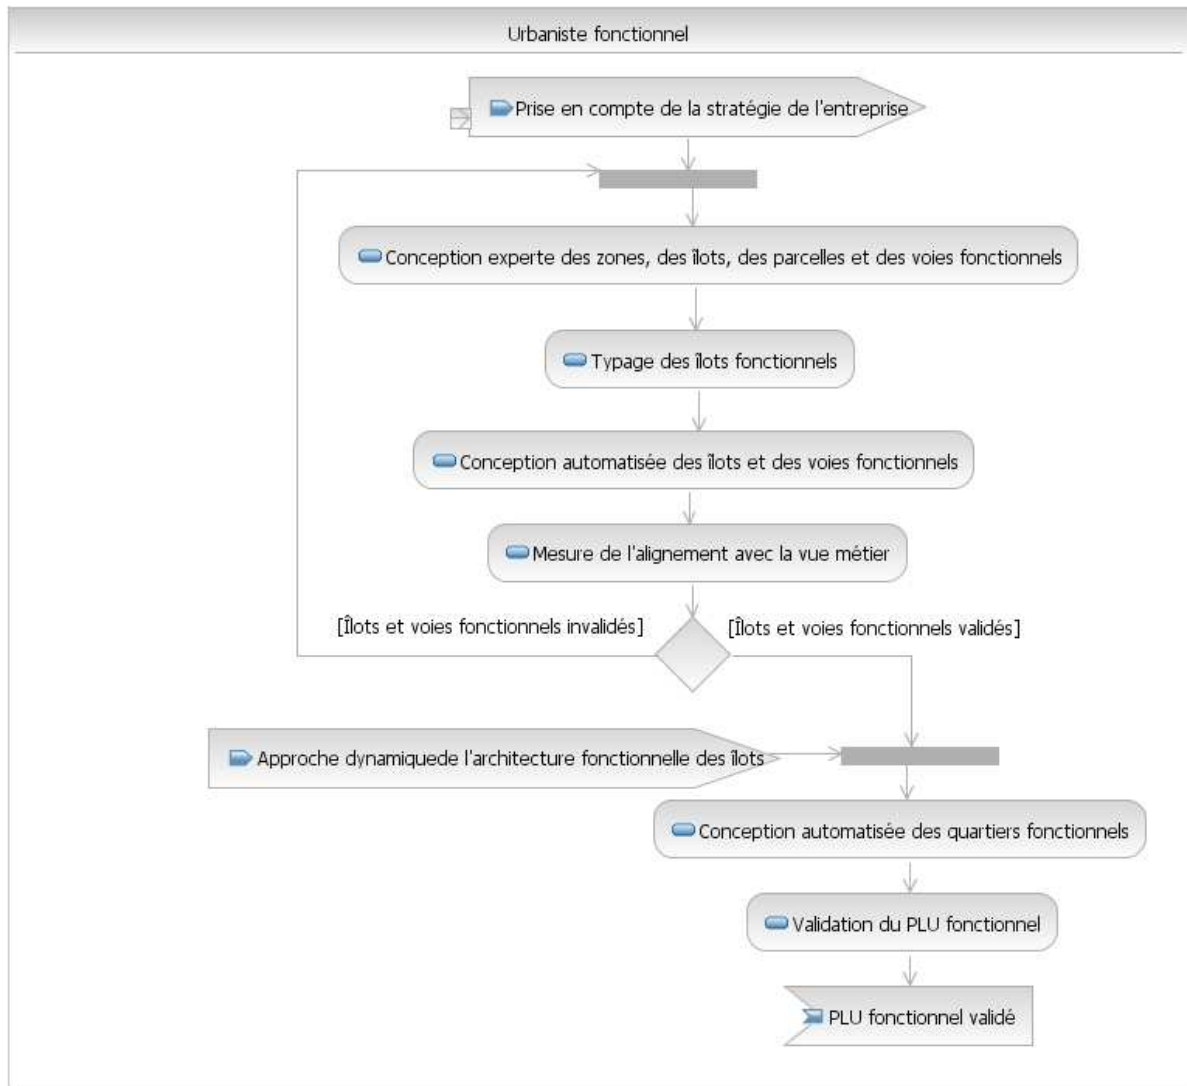 Urbaniste fonctionnel
Prise en compte de la stratégie de l'entreprise
Conception experte des zones, des îlots, des parcelles et des voies fonctionnels
Typage des îlots fonctionnels
Conception automatisée des îlots et des voies fonctionnels
Mesure de l'alignement avec la vue métier
[Îlots et voies fonctionnels invalidés]
[Îlots et voies fonctionnels validés]
Approche dynamiquede l'architecture fonctionnelle des îlots
Conception automatisée des quartiers fonctionnels
Validation du PLU fonctionnel
PLU fonctionnel validé